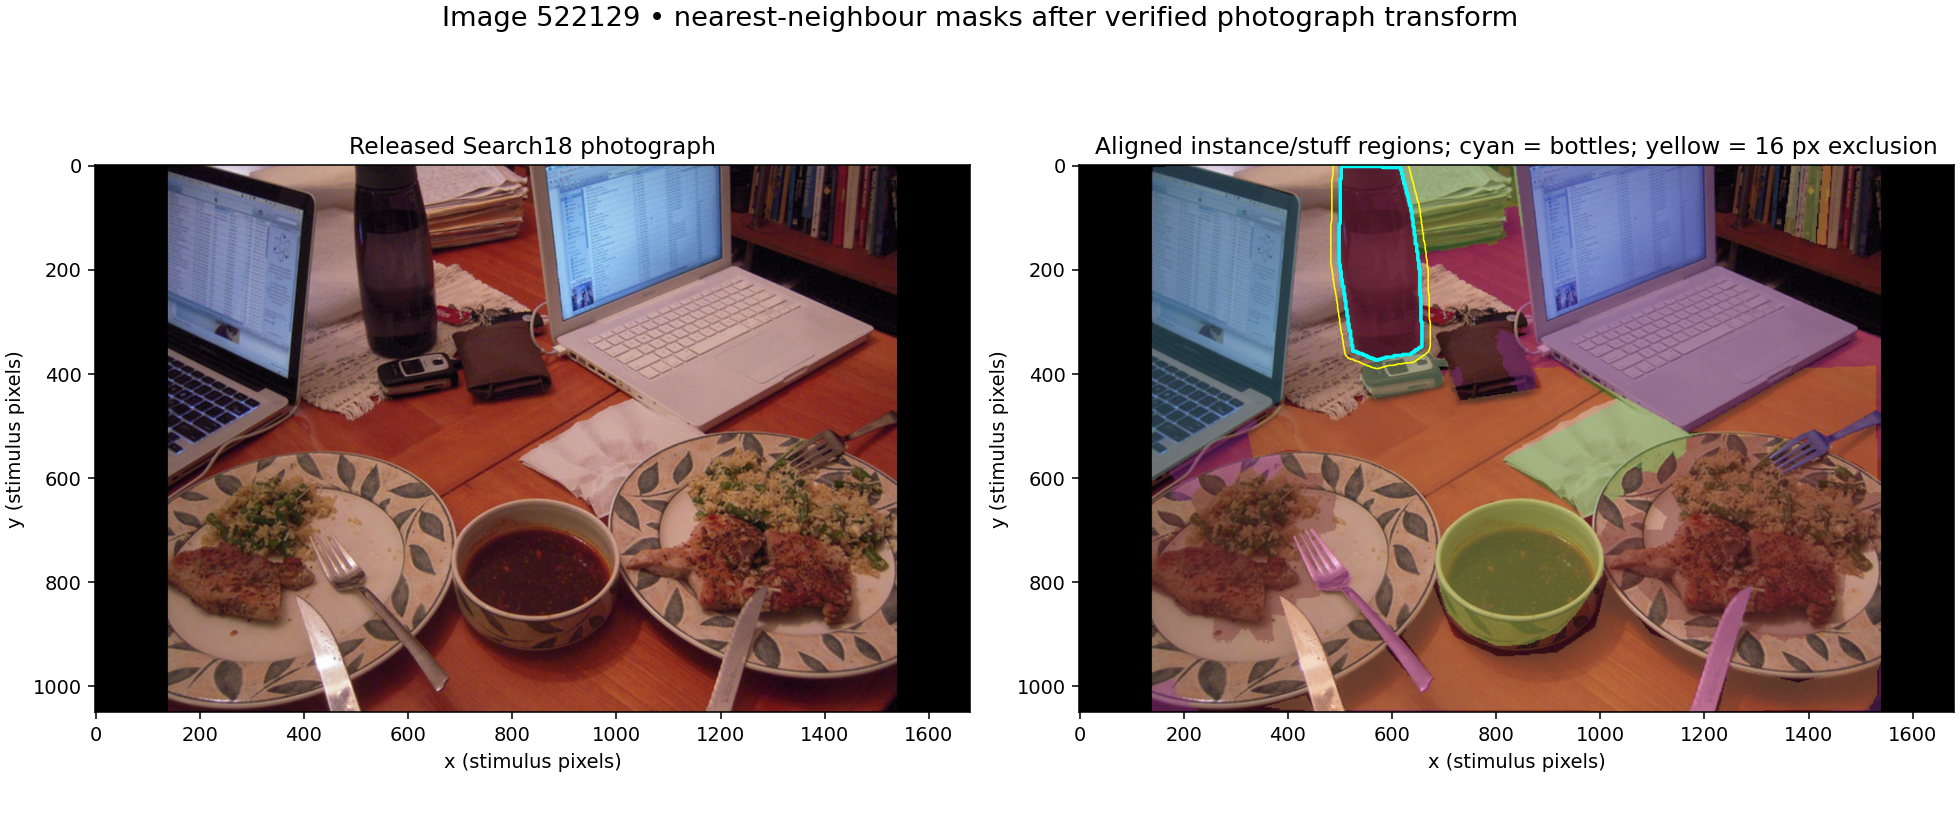 Image 522129 • nearest-neighbour masks after verified photograph transform
Released Search18 photograph
0
200
400
600
800
1000
y (stimulus pixels)
0 200 400 600 800 1000 1200 1400 1600
x (stimulus pixels)
Aligned instance/stuff regions; cyan = bottles; yellow = 16 px exclusion
0
200
400
600
800
1000
y (stimulus pixels)
0 200 400 600 800 1000 1200 1400 1600
x (stimulus pixels)